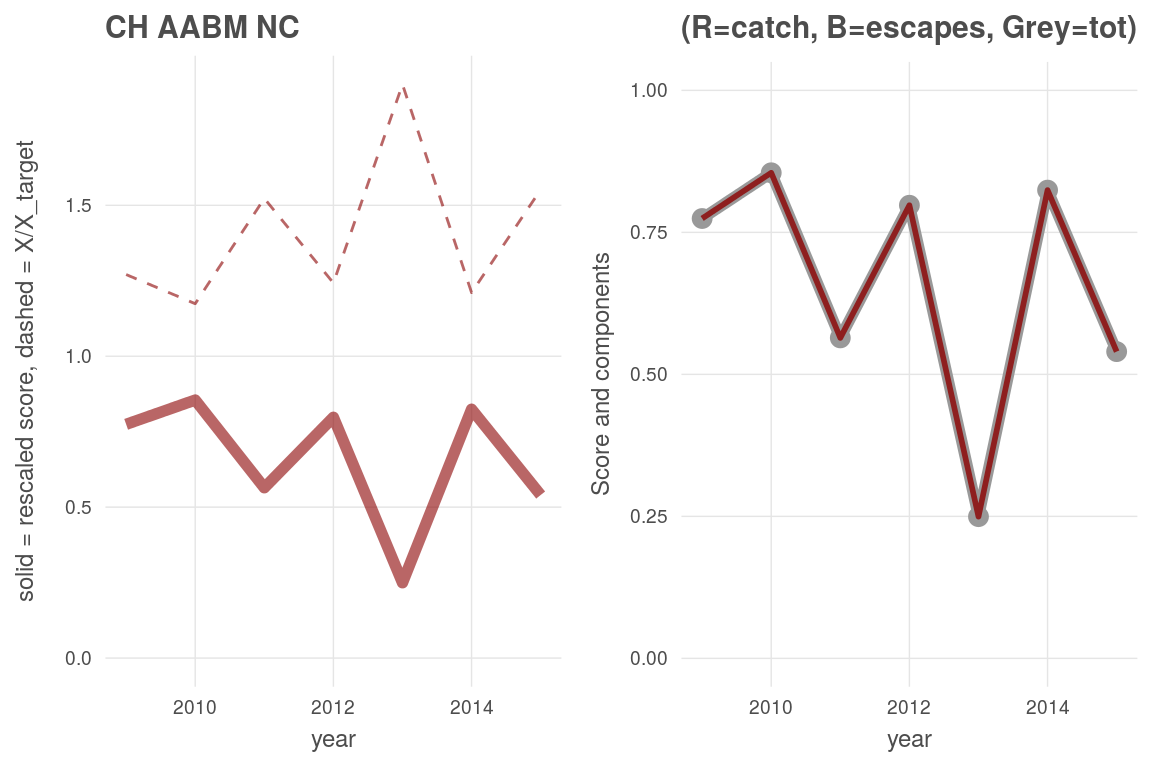 CH AABM NC
solid = rescaled score, dashed = X/X_target
1.5
1.0
0.5
0.0
2010 2012 2014
year
(R=catch, B=escapes, Grey=tot)
Score and components
1.00
0.75
0.50
0.25
0.00
2010 2012 2014
year